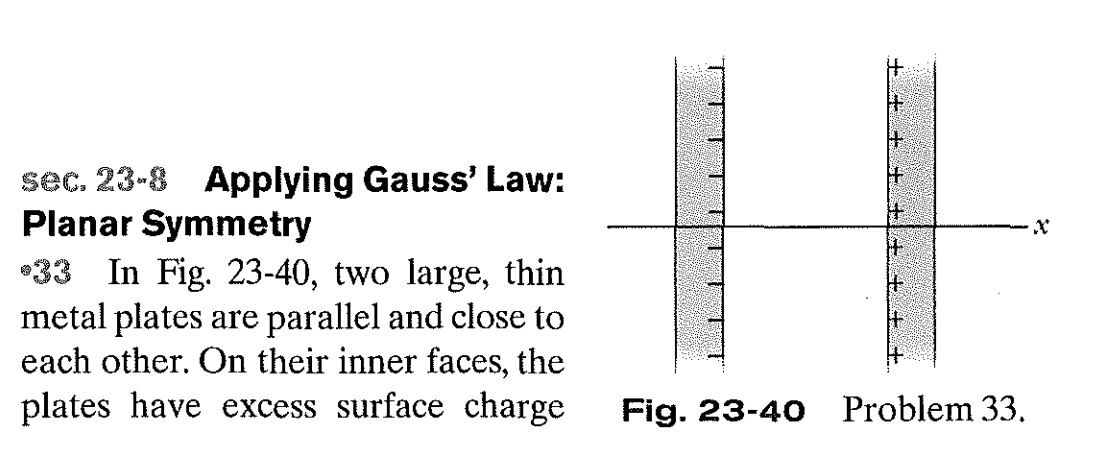 sec. 23-8 Applying Gauss' Law:
Planar Symmetry
•33 In Fig. 23-40, two large, thin
metal plates are parallel and close to
each other. On their inner faces, the
plates have excess surface charge
x
Fig. 23-40 Problem 33.